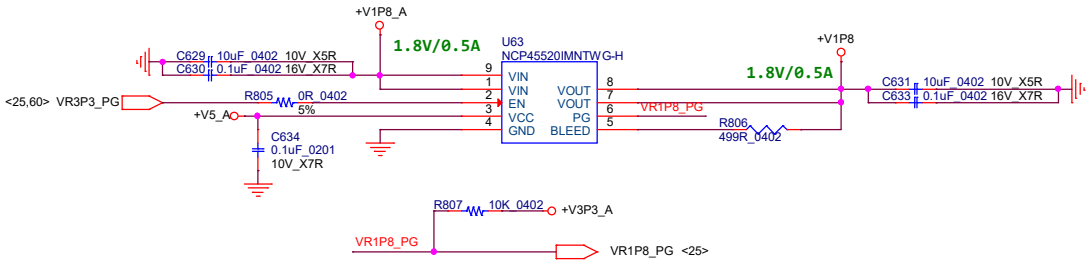 +V1P8_A
+V1P8
1.8V/0.5A
U63
NCP45520IMNTWG-H
1.8V/0.5A
C629 10uF_0402 10V_X5R
C630 0.1uF_0402 16V_X7R
9 VIN
1 VIN
2 EN
3 VCC
4 GND
VOUT 8
VOUT 7
PG 6
BLEED 5
C631 10uF_0402 10V_X5R
C633 0.1uF_0402 16V_X7R
<25,60> VR3P3_PG
R805 0R_0402
5%
VR1P8_PG
+V5_A
R806
499R_0402
C634
0.1uF_0201
10V_X7R
R807 10K_0402
+V3P3_A
VR1P8_PG
VR1P8_PG <25>